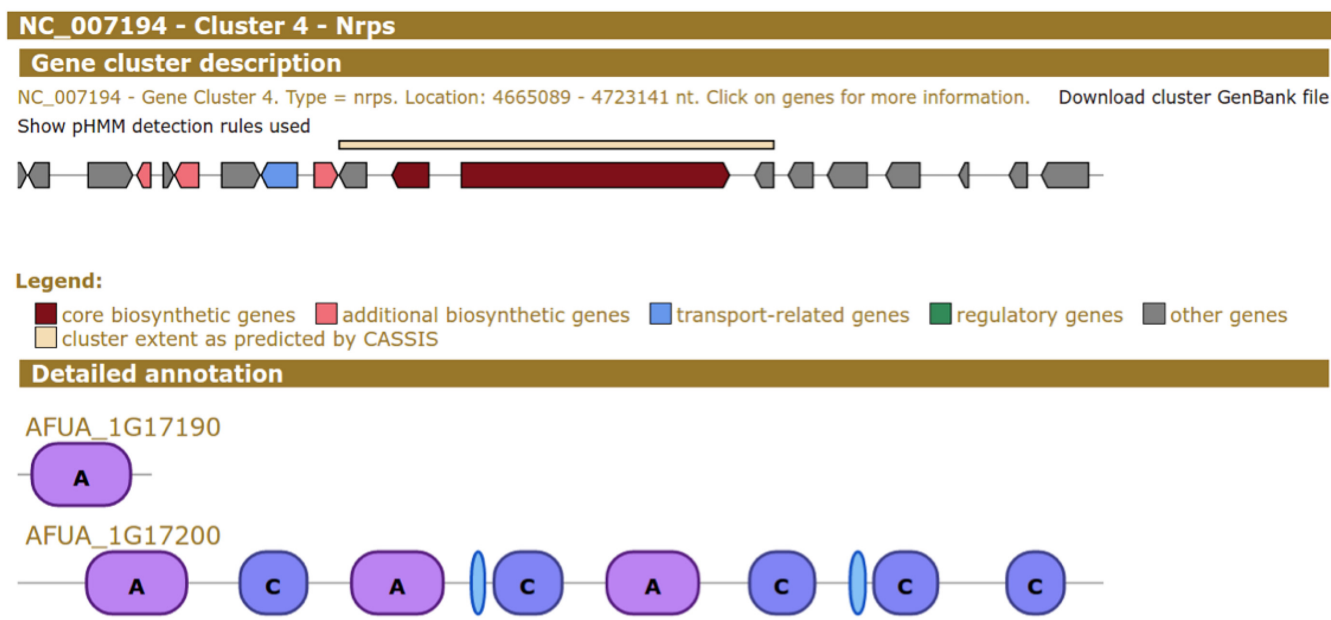 NC_007194 - Cluster 4 - Nrps
Gene cluster description
NC_007194 - Gene Cluster 4. Type = nrps. Location: 4665089 - 4723141 nt. Click on genes for more information. Download cluster GenBank file
Show pHMM detection rules used
Legend:
core biosynthetic genes additional biosynthetic genes transport-related genes regulatory genes other genes
cluster extent as predicted by CASSIS
Detailed annotation
AFUA_1G17190
A
AFUA_1G17200
A C A C A C C C